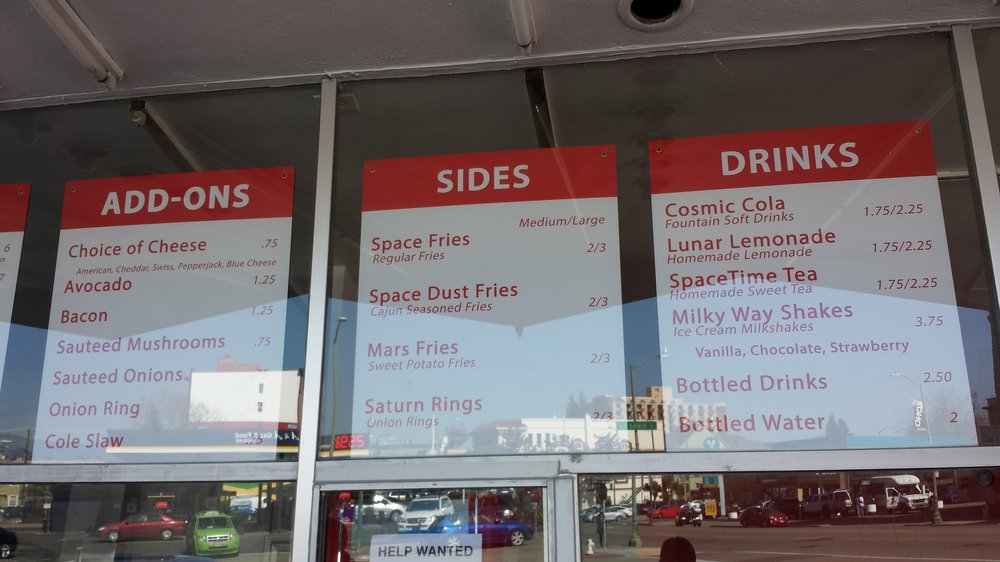 ADD-ONS
Choice of Cheese .75
American, Cheddar, Swiss, Pepperjack, Blue Cheese
Avocado 1.25
Bacon 1.25
Sauteed Mushrooms .75
Sauteed Onions .75
Onion Ring
Cole Slaw
SIDES
Medium/Large
Space Fries
Regular Fries 2/3
Space Dust Fries
Cajun Seasoned Fries 2/3
Mars Fries
Sweet Potato Fries 2/3
Saturn Rings
Onion Rings 2/3
DRINKS
Cosmic Cola 1.75/2.25
Fountain Soft Drinks
Lunar Lemonade 1.75/2.25
Homemade Lemonade
SpaceTime Tea 1.75/2.25
Homemade Sweet Tea
Milky Way Shakes 3.75
Ice Cream Milkshakes
Vanilla, Chocolate, Strawberry
Bottled Drinks 2.50
Bottled Water 2
HELP WANTED